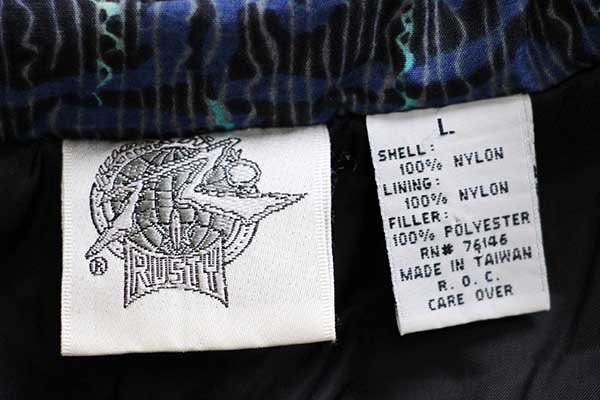 RUSTY
®
L
SHELL:
100% NYLON
LINING:
100% NYLON
FILLER:
100% POLYESTER
RN# 76146
MADE IN TAIWAN
R. O. C.
CARE OVER